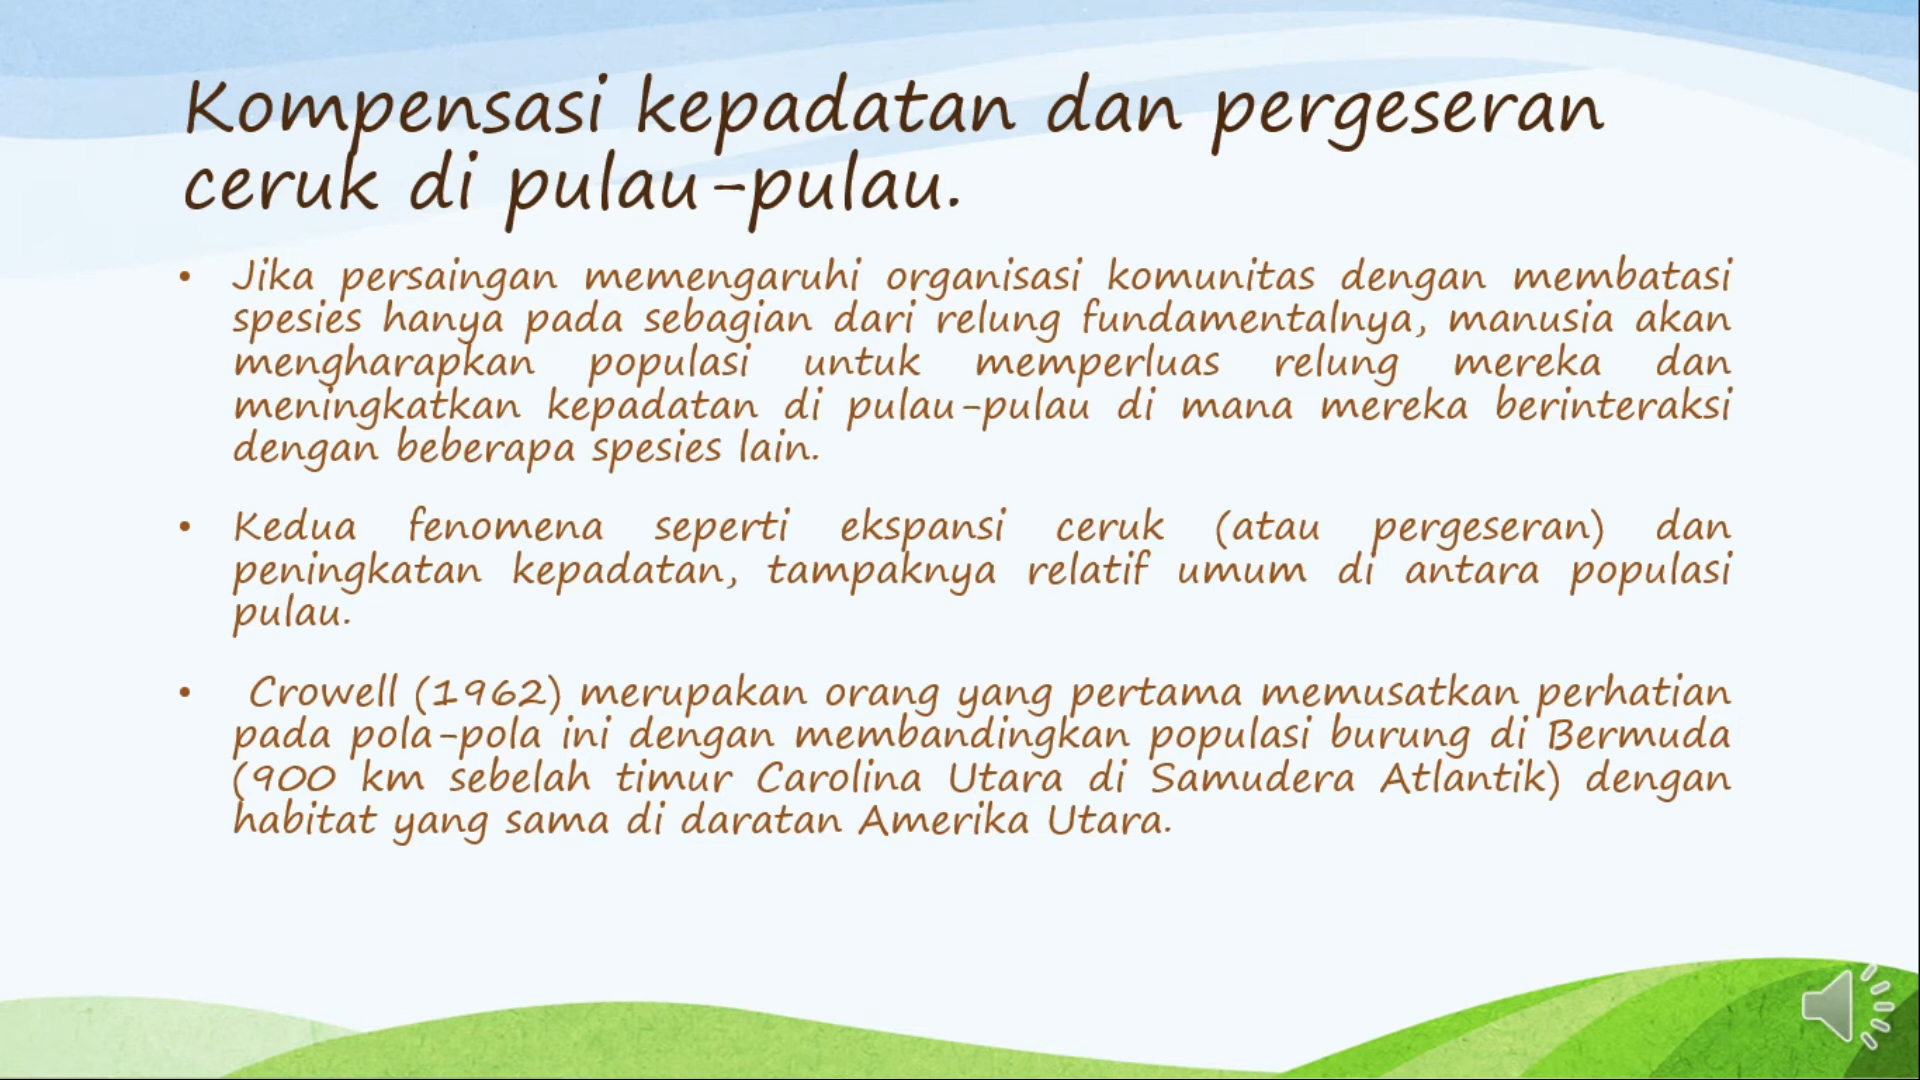 Kompensasi kepadatan dan pergeseran
ceruk di pulau-pulau.
• Jika persaingan memengaruhi organisasi komunitas dengan membatasi
spesies hanya pada sebagian dari relung fundamentalnya, manusia akan
mengharapkan populasi untuk memperluas relung mereka dan
meningkatkan kepadatan di pulau-pulau di mana mereka berinteraksi
dengan beberapa spesies lain.
• Kedua fenomena seperti ekspansi ceruk (atau pergeseran) dan
peningkatan kepadatan, tampaknya relatif umum di antara populasi
pulau.
• Crowell (1962) merupakan orang yang pertama memusatkan perhatian
pada pola-pola ini dengan membandingkan populasi burung di Bermuda
(900 km sebelah timur Carolina Utara di Samudera Atlantik) dengan
habitat yang sama di daratan Amerika Utara.